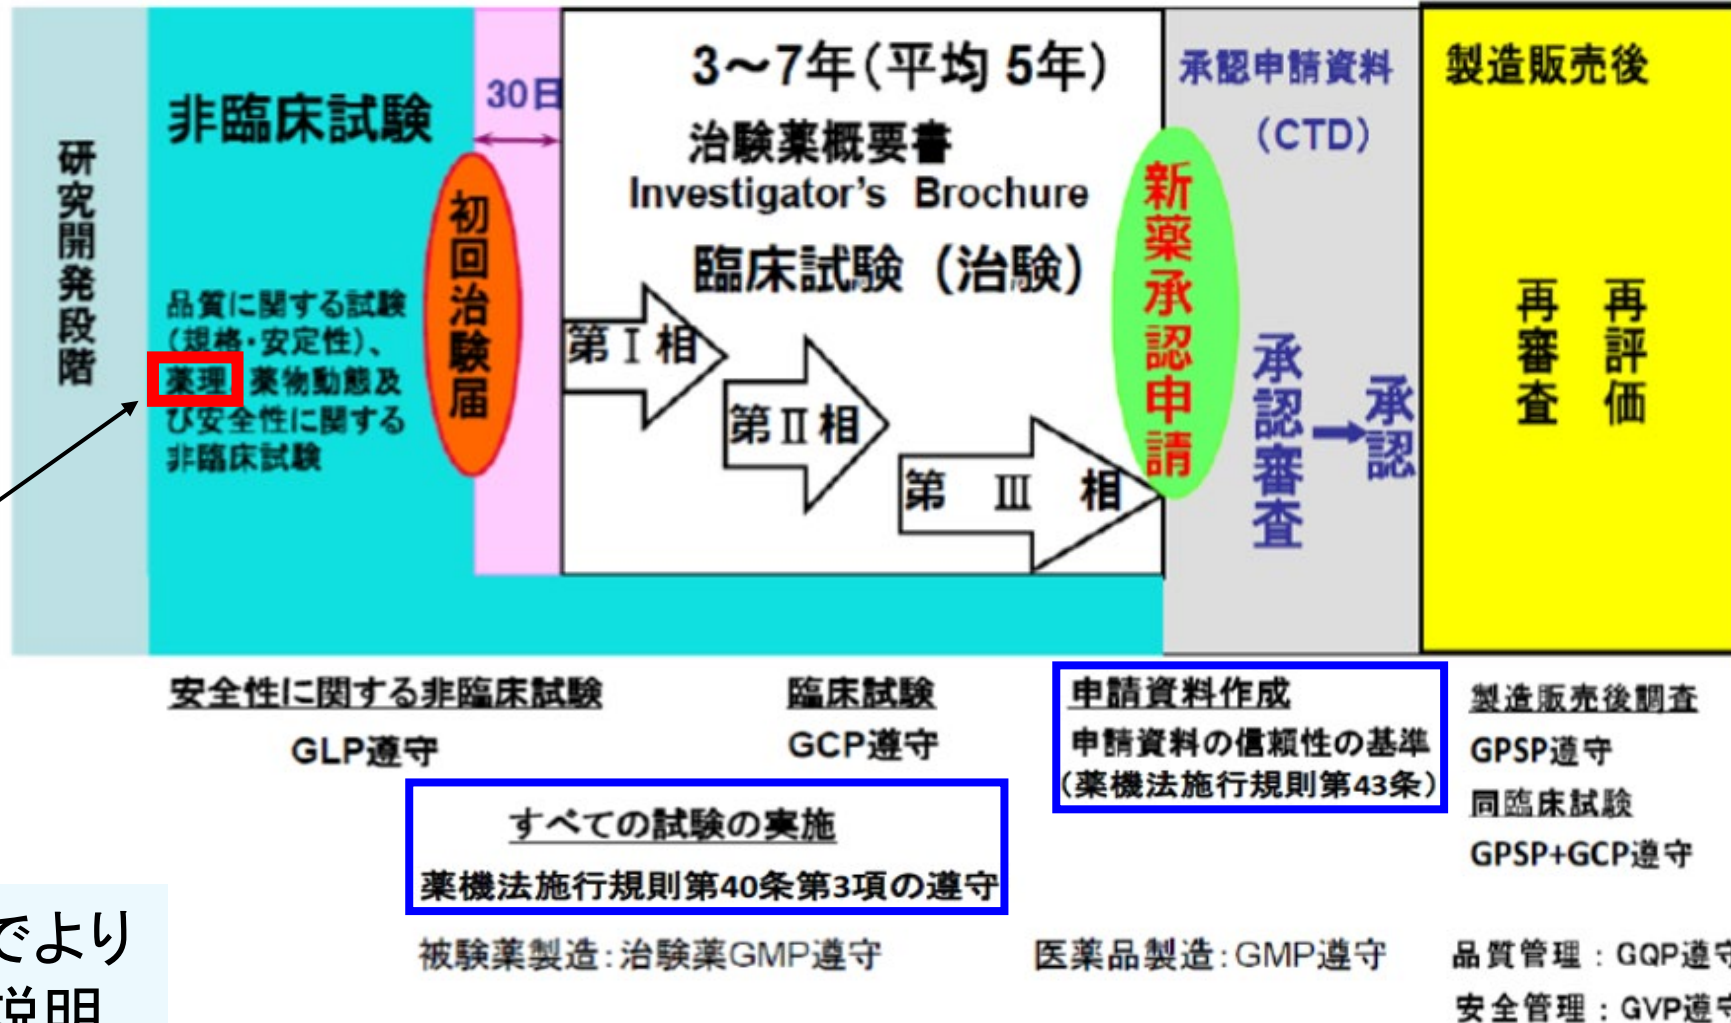 研究開発段階
非臨床試験
品質に関する試験
(規格・安定性)、
薬理 薬物動態及
び安全性に関する
非臨床試験
初回治験届
30日
3~7年(平均 5年)
治験薬概要書
Investigator's Brochure
臨床試験(治験)
第Ⅰ相
第Ⅱ相
第 Ⅲ 相
新薬承認申請
承認申請資料
(CTD)
承認審査
承認
製造販売後
再審査
再評価
安全性に関する非臨床試験
GLP遵守
臨床試験
GCP遵守
申請資料作成
申請資料の信頼性の基準
(薬機法施行規則第43条)
製造販売後調査
GPSP遵守
同臨床試験
GPSP+GCP遵守
すべての試験の実施
薬機法施行規則第40条第3項の遵守
被験薬製造:治験薬GMP遵守
医薬品製造:GMP遵守
品質管理:GQP遵守
安全管理:GVP遵守
でより
説明